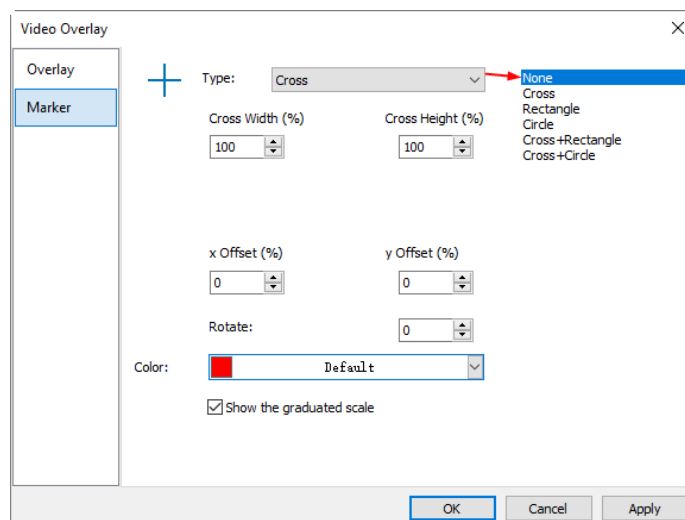 Video Overlay
Overlay
Marker
Type:
Cross
None
Cross
Rectangle
Circle
Cross+Rectangle
Cross+Circle
Cross Width (%)
Cross Height (%)
100
100
x Offset (%)
y Offset (%)
0
0
Rotate:
0
Color:
Default
Show the graduated scale
OK
Cancel
Apply